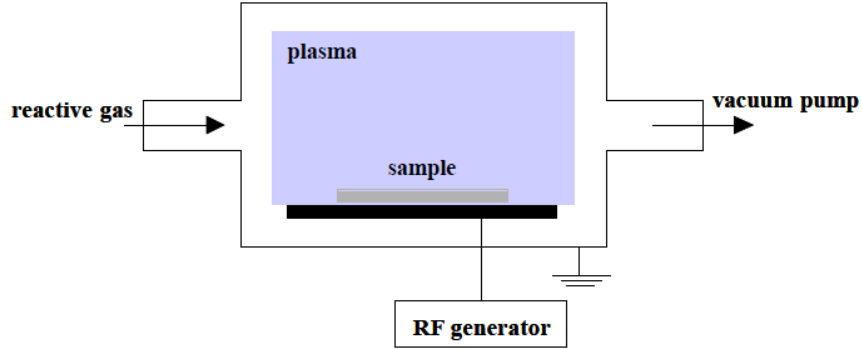 plasma
reactive gas
vacuum pump
sample
RF generator